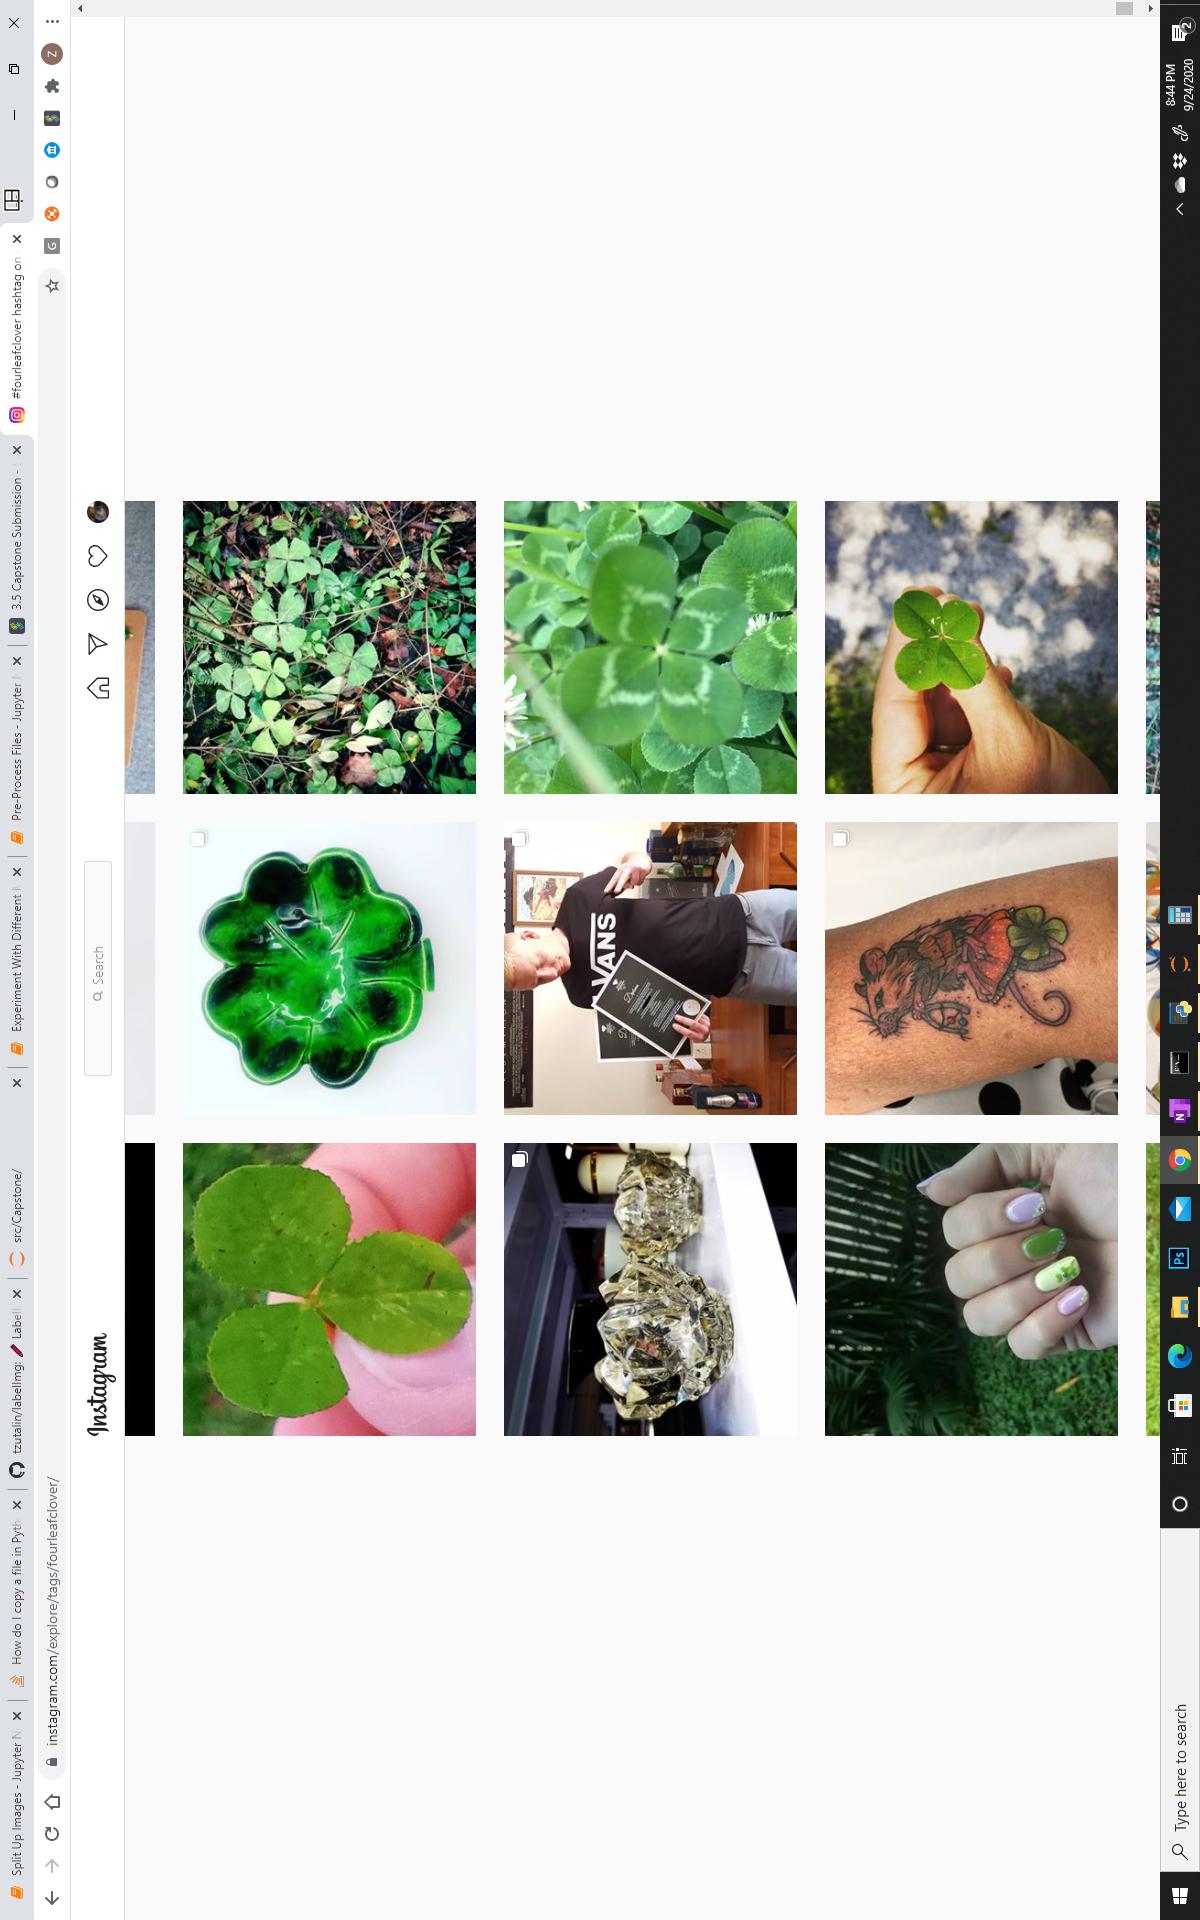 Split Up Images - Jupyter N
How do I copy a file in Pyth
tzutalin/labelImg: Labell
src/Capstone/
Experiment With Different
Pre-Process Files - Jupyter
3.5 Capstone Submission -
#fourleafclover hashtag on
instagram.com/explore/tags/fourleafclover/
G
Z
Instagram
Search
VANS
Type here to search
Ps
N
8:44 PM
9/24/2020
2